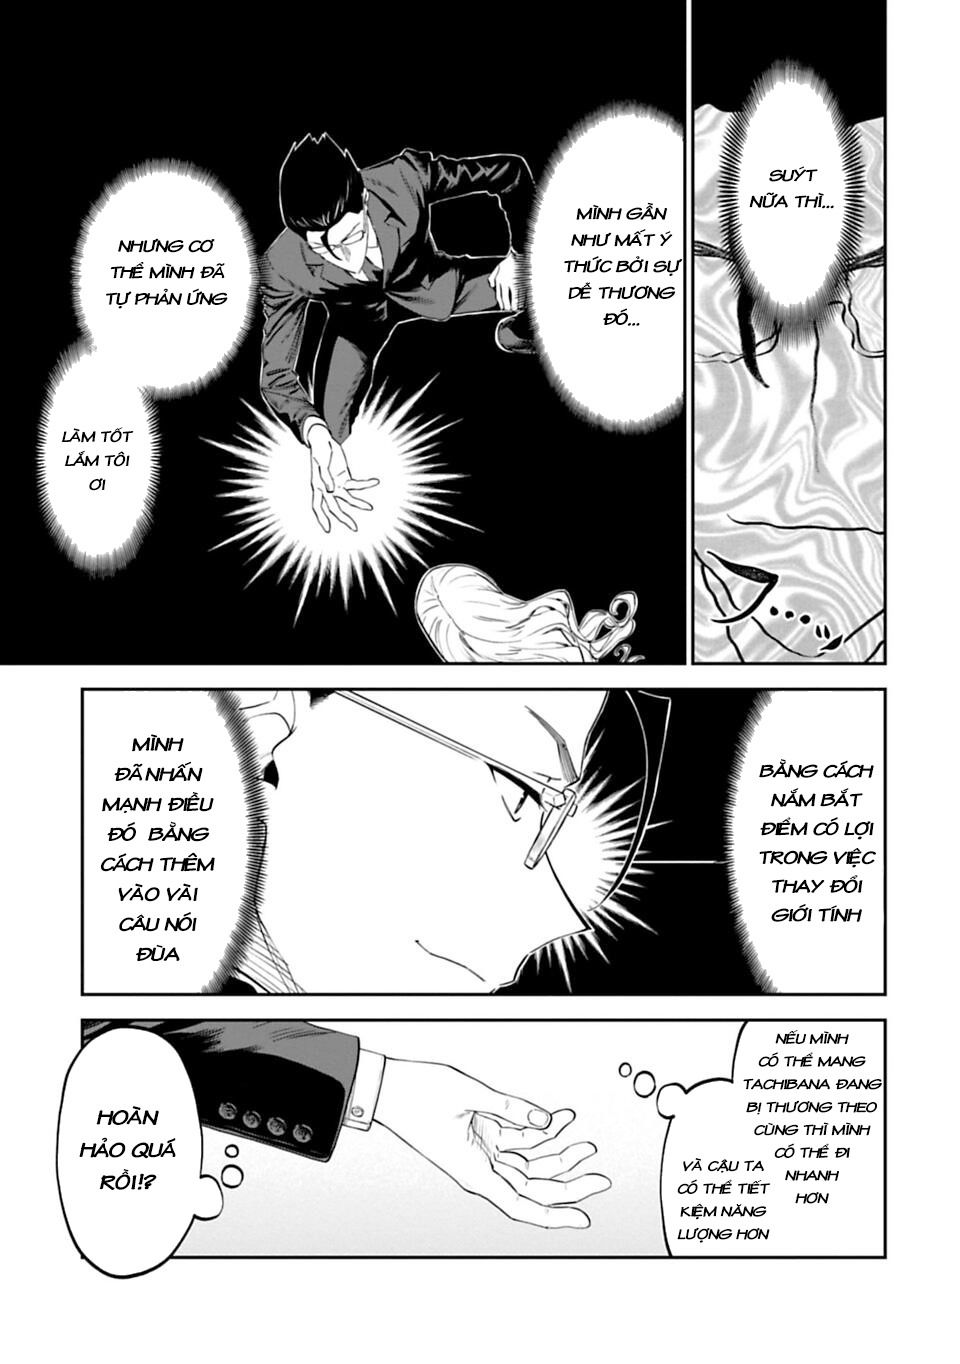 SUÝT
NỮA THÌ...
MÌNH GẦN
NHƯ MẤT Ý
THỨC BỞI SỰ
DỄ THƯƠNG
ĐÓ...
NHƯNG CƠ
THỂ MÌNH ĐÃ
TỰ PHẢN ỨNG
LÀM TỐT
LẮM TÔI
ƠI
BẰNG CÁCH
NẮM BẮT
ĐIỂM CÓ LỢI
TRONG VIỆC
THAY ĐỔI
GIỚI TÍNH
MÌNH
ĐÃ NHẤN
MẠNH ĐIỀU
ĐÓ BẰNG
CÁCH THÊM
VÀO VÀI
CÂU NÓI
ĐÙA
NẾU MÌNH
CÓ THỂ MANG
TACHIBANA ĐANG
BỊ THƯƠNG THEO
CÙNG THÌ MÌNH
CÓ THỂ ĐI
NHANH
HƠN
VÀ CẬU TA
CÓ THỂ TIẾT
KIỆM NĂNG
LƯỢNG HƠN
HOÀN
HẢO QUÁ
RỒI!?